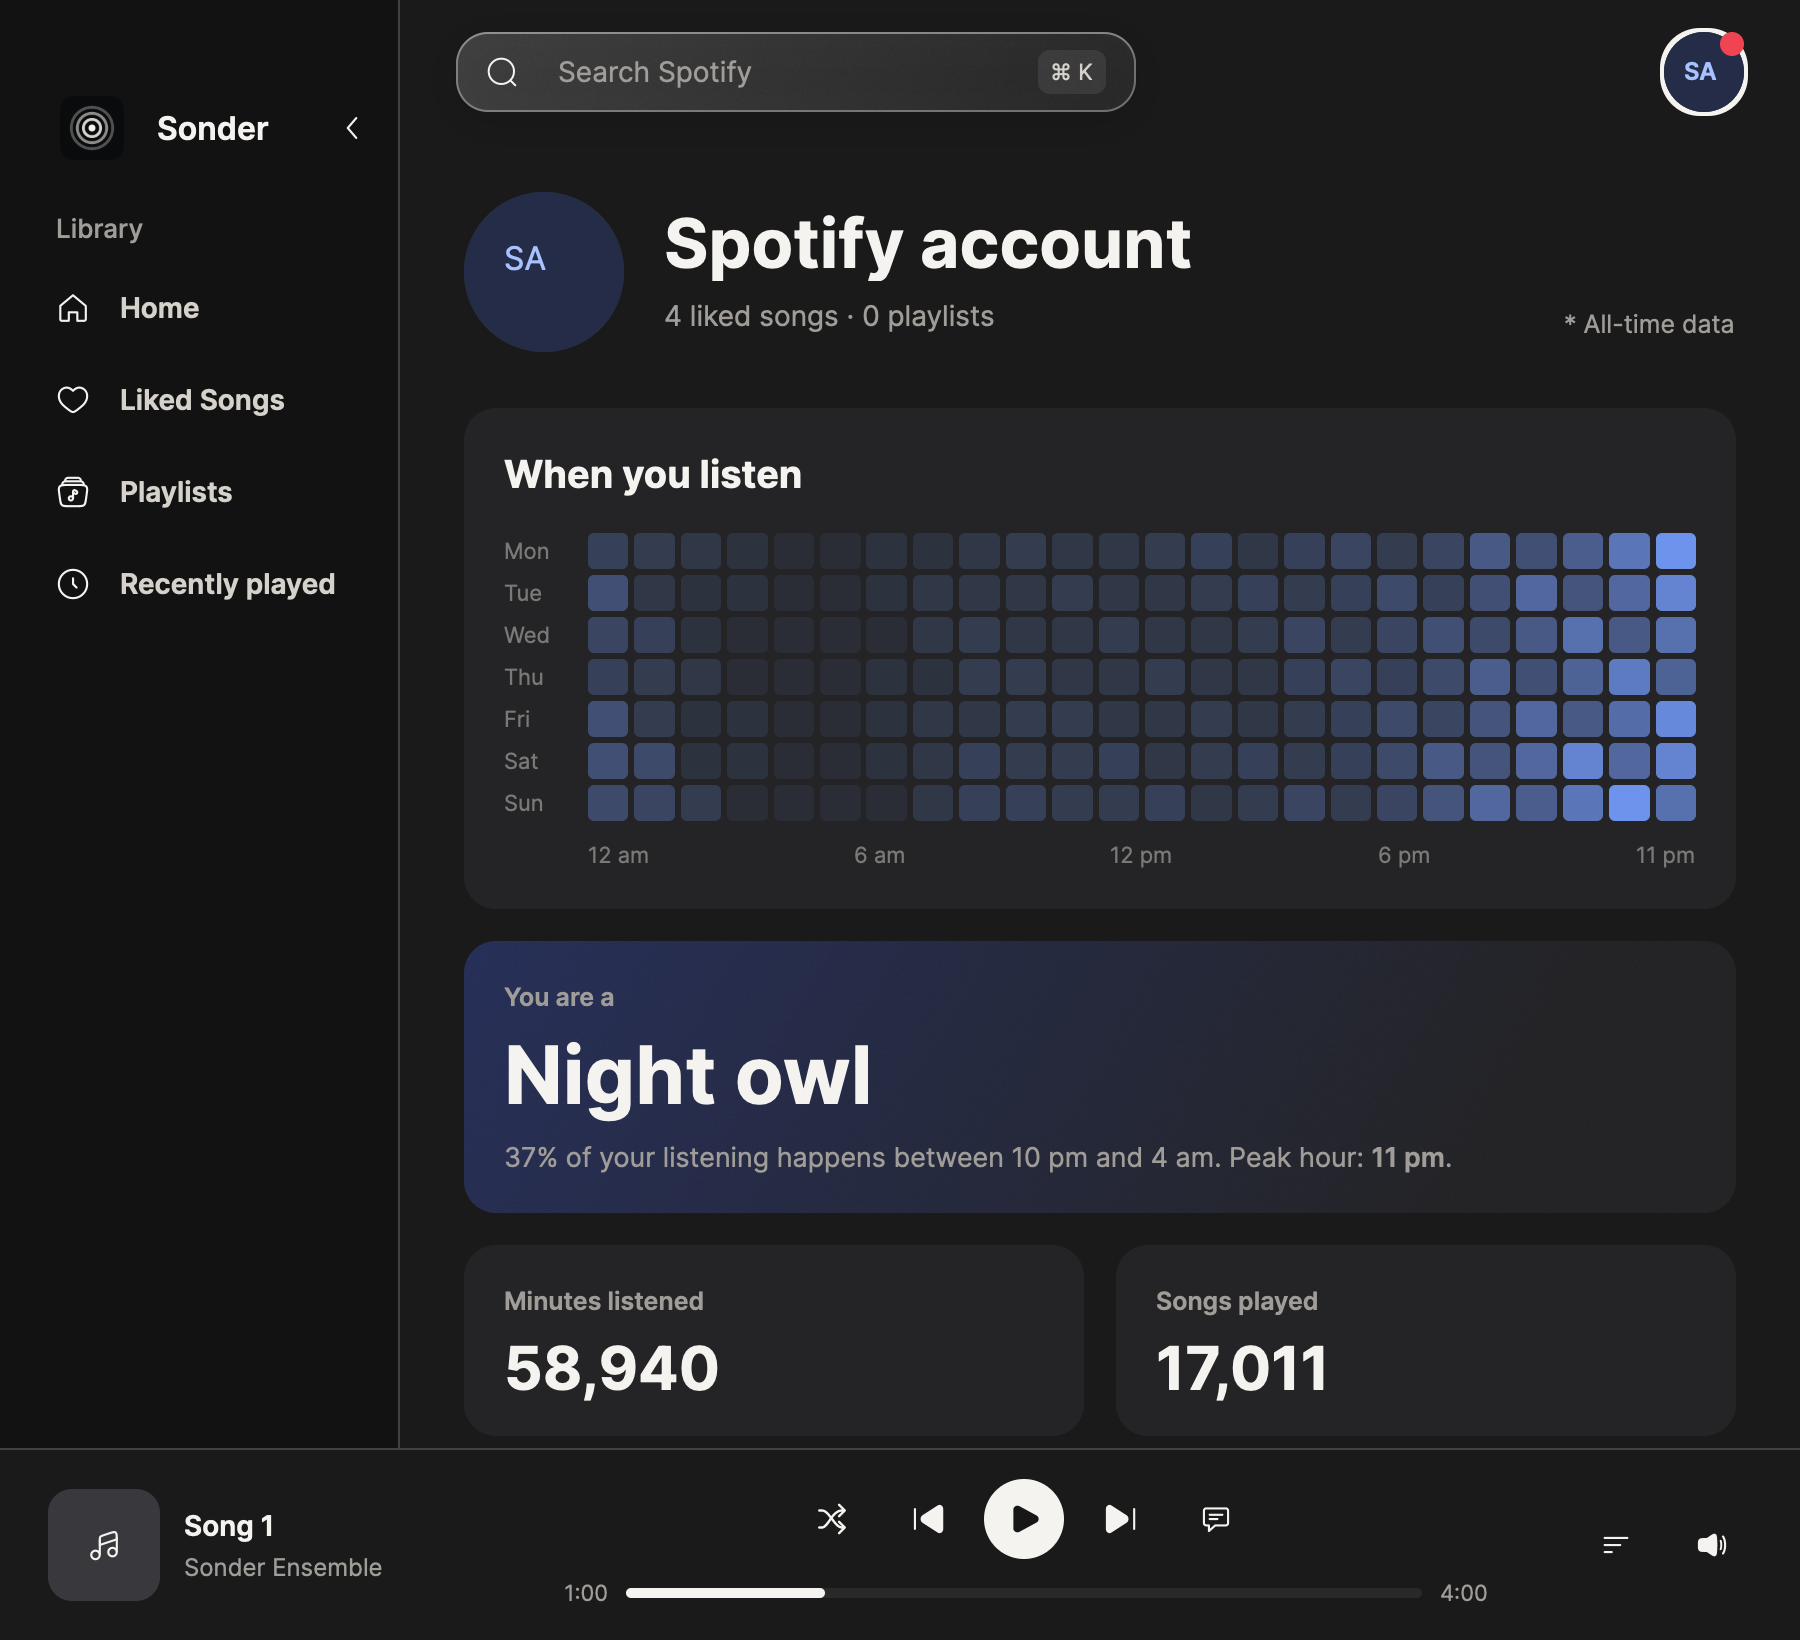 Search Spotify
⌘ K
SA
Sonder
Library
Home
Liked Songs
Playlists
Recently played
SA
Spotify account
4 liked songs · 0 playlists
* All-time data
When you listen
Mon
Tue
Wed
Thu
Fri
Sat
Sun
12 am 6 am 12 pm 6 pm 11 pm
You are a
Night owl
37% of your listening happens between 10 pm and 4 am. Peak hour: 11 pm.
Minutes listened
58,940
Songs played
17,011
Song 1
Sonder Ensemble
1:00
4:00